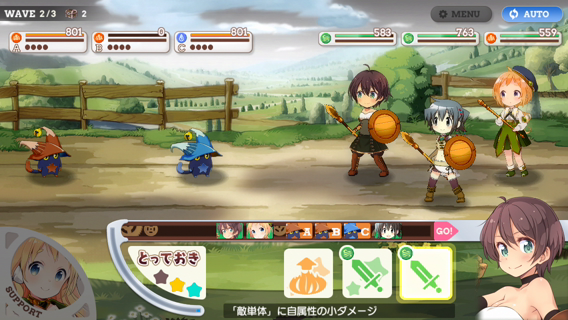 WAVE 2/3 2
MENU
AUTO
801
A
0
B
801
C
583
763
559
A
B
C
GO!
とっておき
SUPPORT
「敵単体」に自属性の小ダメージ